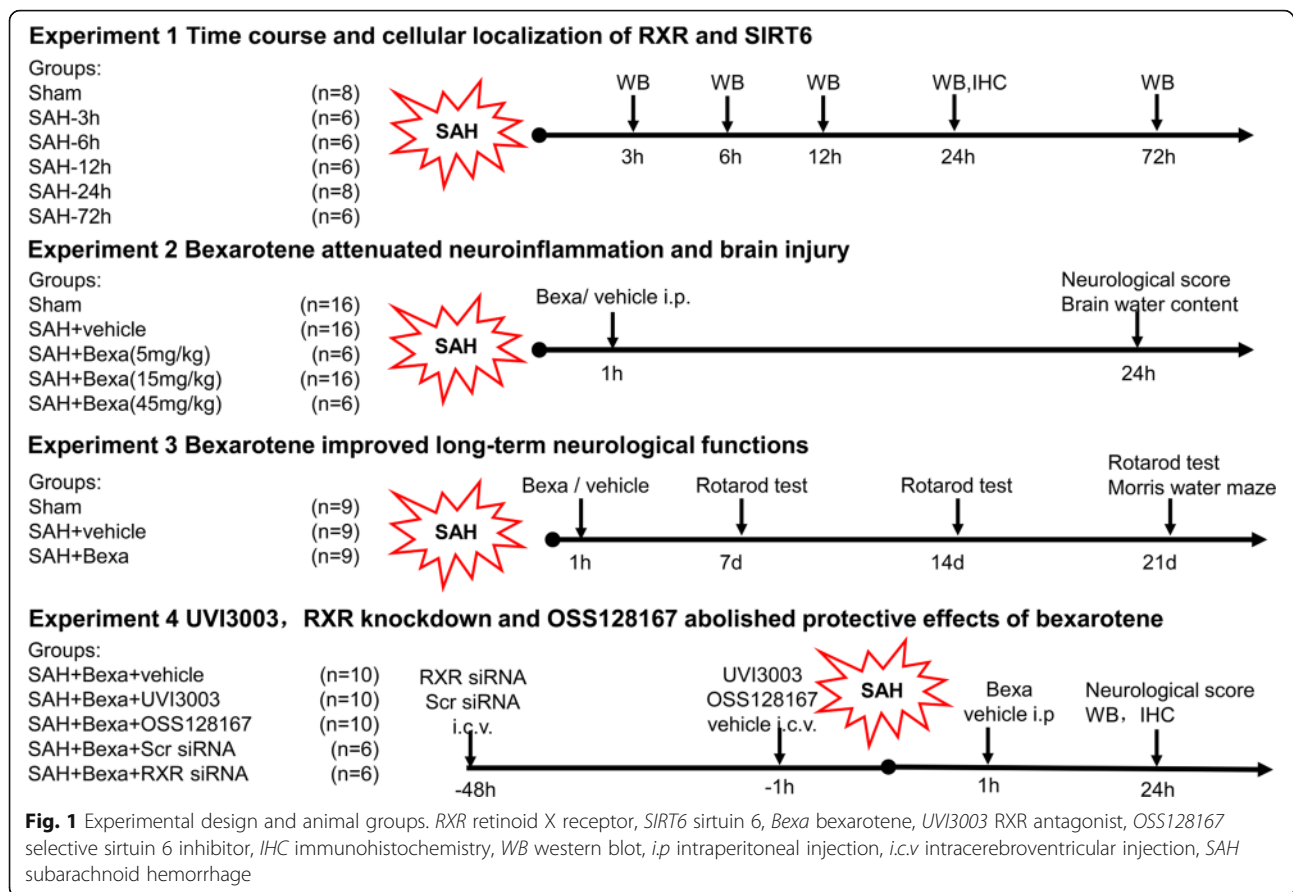 Experiment 1 Time course and cellular localization of RXR and SIRT6
Groups:
Sham (n=8)
SAH-3h (n=6)
SAH-6h (n=6)
SAH-12h (n=6)
SAH-24h (n=8)
SAH-72h (n=6)
SAH
WB WB WB WB,IHC WB
3h 6h 12h 24h 72h
Experiment 2 Bexarotene attenuated neuroinflammation and brain injury
Groups:
Sham (n=16)
SAH+vehicle (n=16)
SAH+Bexa(5mg/kg) (n=6)
SAH+Bexa(15mg/kg) (n=16)
SAH+Bexa(45mg/kg) (n=6)
SAH
Bexa/ vehicle i.p.
Neurological score
Brain water content
1h 24h
Experiment 3 Bexarotene improved long-term neurological functions
Groups:
Sham (n=9)
SAH+vehicle (n=9)
SAH+Bexa (n=9)
SAH
Bexa / vehicle Rotarod test Rotarod test
Rotarod test
Morris water maze
1h 7d 14d 21d
Experiment 4 UVI3003，RXR knockdown and OSS128167 abolished protective effects of bexarotene
Groups:
SAH+Bexa+vehicle (n=10)
SAH+Bexa+UVI3003 (n=10)
SAH+Bexa+OSS128167 (n=10)
SAH+Bexa+Scr siRNA (n=6)
SAH+Bexa+RXR siRNA (n=6)
RXR siRNA
Scr siRNA
i.c.v.
UVI3003
OSS128167
vehicle i.c.v.
SAH
Bexa
vehicle i.p
Neurological score
WB，IHC
-48h -1h 1h 24h
Fig. 1 Experimental design and animal groups. RXR retinoid X receptor, SIRT6 sirtuin 6, Bexa bexarotene, UVI3003 RXR antagonist, OSS128167
selective sirtuin 6 inhibitor, IHC immunohistochemistry, WB western blot, i.p intraperitoneal injection, i.c.v intracerebroventricular injection, SAH
subarachnoid hemorrhage